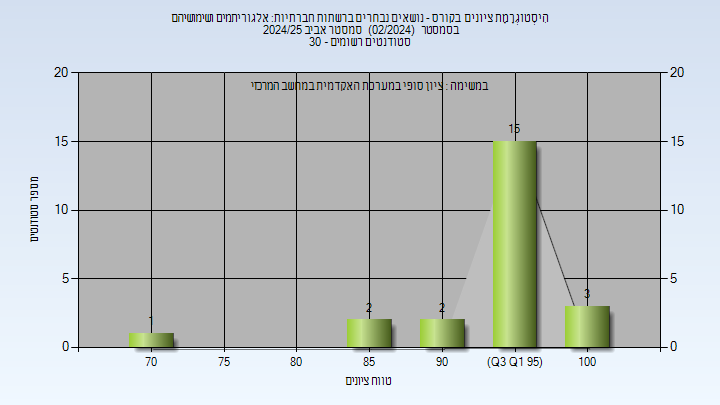 הִיסְטוֹגְרַמַת ציונים בקורס - נושאים נבחרים ברשתות חברתיות: אלגוריתמים ושימושיהם
בסמסטר (02/2024) סמסטר אביב 2024/25
סטודנטים רשומים - 30
במשימה : ציון סופי במערכת האקדמית במחשב המרכזי
20 20
15 15 15
10 10
5 5
0 0
1 2 2 3
מספר סטודנטים
70 75 80 85 90 (Q3 Q1 95) 100
טווח ציונים